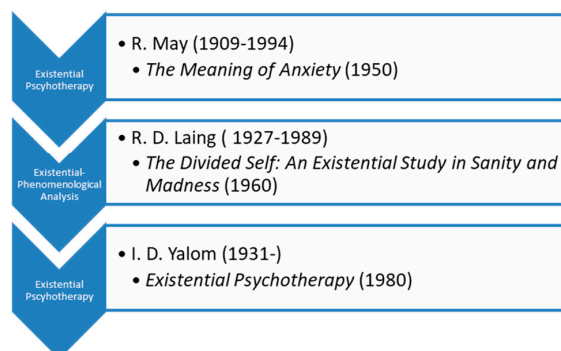 Existential
Pscyhotherapy
• R. May (1909-1994)
• The Meaning of Anxiety (1950)
Existential-
Phenomenological
Analysis
• R. D. Laing ( 1927-1989)
• The Divided Self: An Existential Study in Sanity and
Madness (1960)
Existential
Pscyhotherapy
• I. D. Yalom (1931-)
• Existential Psychotherapy (1980)